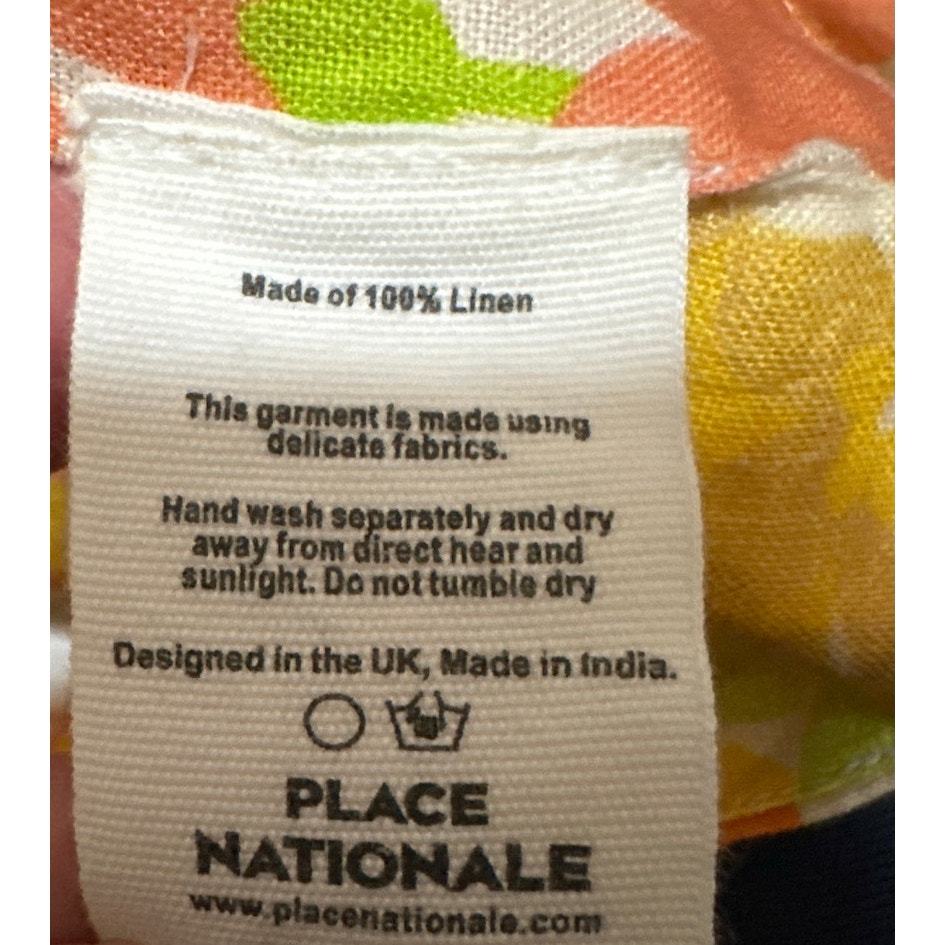 Made of 100% Linen
This garment is made using
delicate fabrics.
Hand wash separately and dry
away from direct hear and
sunlight. Do not tumble dry
Designed in the UK, Made in India.
PLACE
NATIONALE
www.placenationale.com